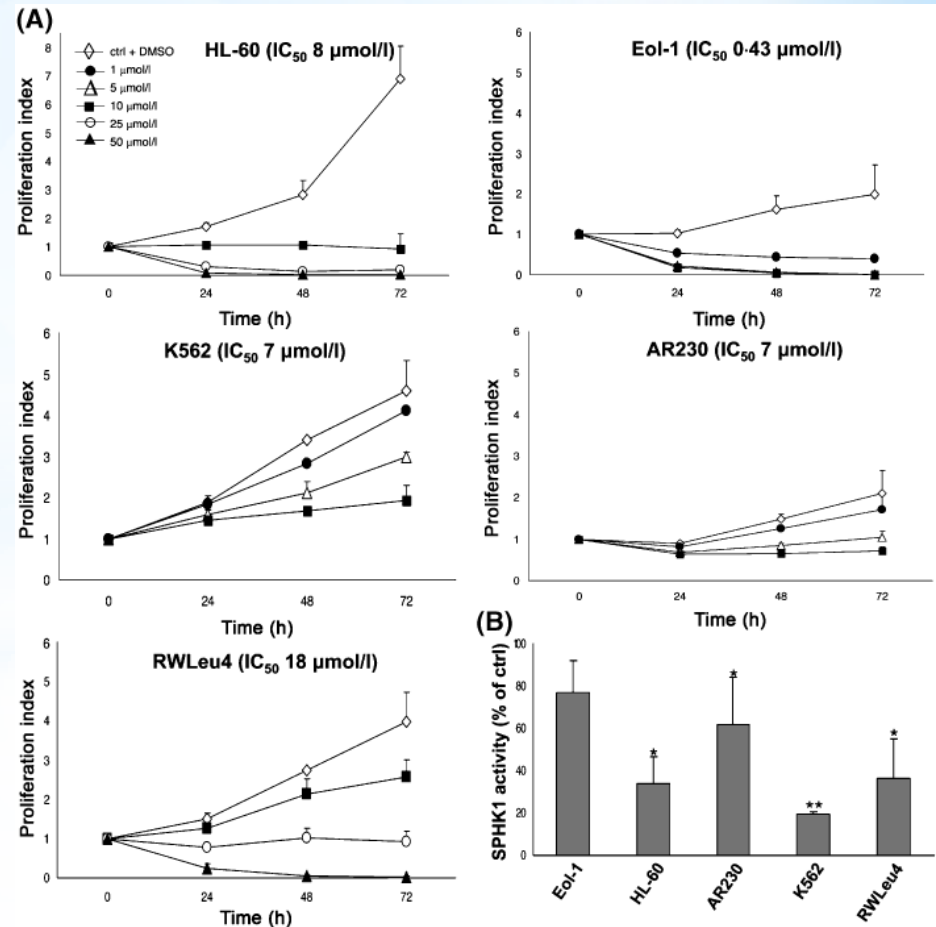 (A)
HL-60 (IC50 8 µmol/l)
ctrl + DMSO
1 µmol/l
5 µmol/l
10 µmol/l
25 µmol/l
50 µmol/l
Proliferation index
8
7
6
5
4
3
2
1
0
0 24 48 72
Time (h)
Eol-1 (IC50 0·43 µmol/l)
Proliferation index
6
5
4
3
2
1
0
0 24 48 72
Time (h)
K562 (IC50 7 µmol/l)
Proliferation index
6
5
4
3
2
1
0
0 24 48 72
Time (h)
AR230 (IC50 7 µmol/l)
Proliferation index
6
5
4
3
2
1
0
0 24 48 72
Time (h)
RWLeu4 (IC50 18 µmol/l)
Proliferation index
6
5
4
3
2
1
0
0 24 48 72
Time (h)
(B)
SPHK1 activity (% of ctrl)
100
80
60
40
20
0
*
*
**
*
Eol-1 HL-60 AR230 K562 RWLeu4